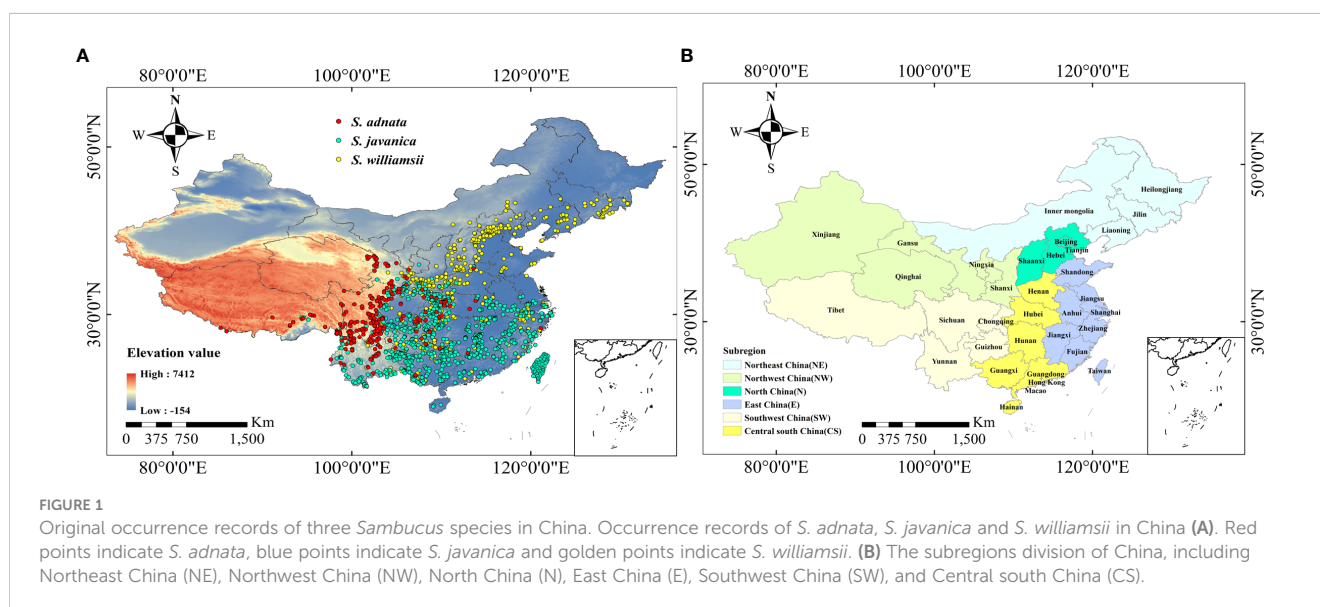 A
80°0'0"E
100°0'0"E
120°0'0"E
N
W
E
S
S. adnata
S. javanica
S. williamsii
50°0'0"N
50°0'0"N
30°0'0"N
30°0'0"N
Elevation value
High : 7412
Low : -154
Km
0 375 750 1,500
80°0'0"E
100°0'0"E
120°0'0"E
B
80°0'0"E
100°0'0"E
120°0'0"E
N
W
E
S
50°0'0"N
50°0'0"N
30°0'0"N
30°0'0"N
Heilongjiang
Inner mongolia
Jilin
Liaoning
Xinjiang
Gansu
Beijing
Tianjin
Hebei
Shaanxi
Ningxia
Qinghai
Shandong
Shanxi
Henan
Jiangsu
Tibet
Sichuan
Chongqing
Hubei
Anhui
Shanghai
Zhejiang
Guizhou
Hunan
Jiangxi
Yunnan
Fujian
Guangxi
Guangdong
Taiwan
Hong Kong
Macao
Hainan
Subregion
Northeast China(NE)
Northwest China(NW)
North China(N)
East China(E)
Southwest China(SW)
Central south China(CS)
Km
0 375 750 1,500
80°0'0"E
100°0'0"E
120°0'0"E
FIGURE 1
Original occurrence records of three Sambucus species in China. Occurrence records of S. adnata, S. javanica and S. williamsii in China (A). Red
points indicate S. adnata, blue points indicate S. javanica and golden points indicate S. williamsii. (B) The subregions division of China, including
Northeast China (NE), Northwest China (NW), North China (N), East China (E), Southwest China (SW), and Central south China (CS).